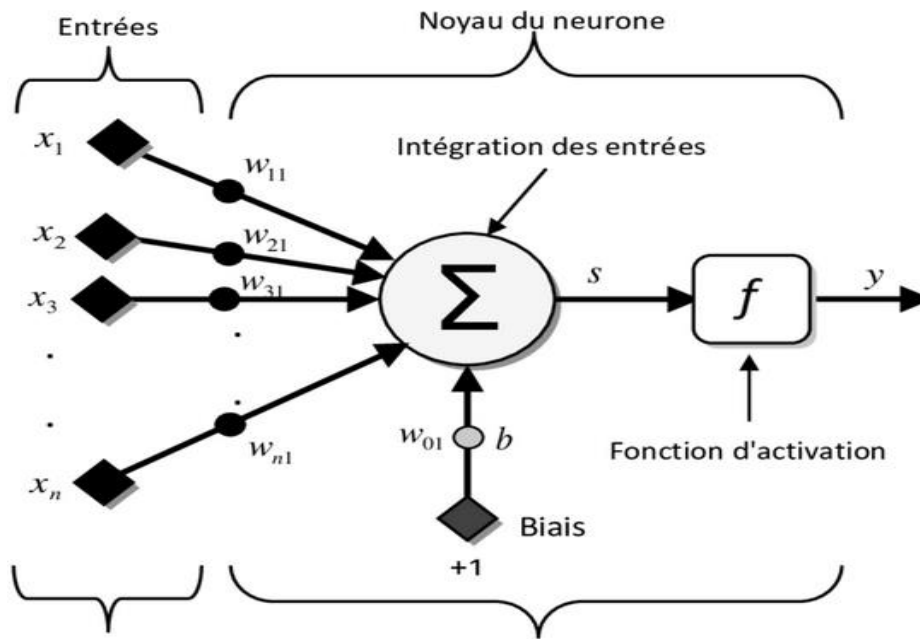 Entrées
Noyau du neurone
Intégration des entrées
x₁
w₁₁
x₂
w₂₁
x₃
w₃₁
Σ
s
f
y
w₀₁
b
xₙ
wₙ₁
Fonction d'activation
Biais
+1